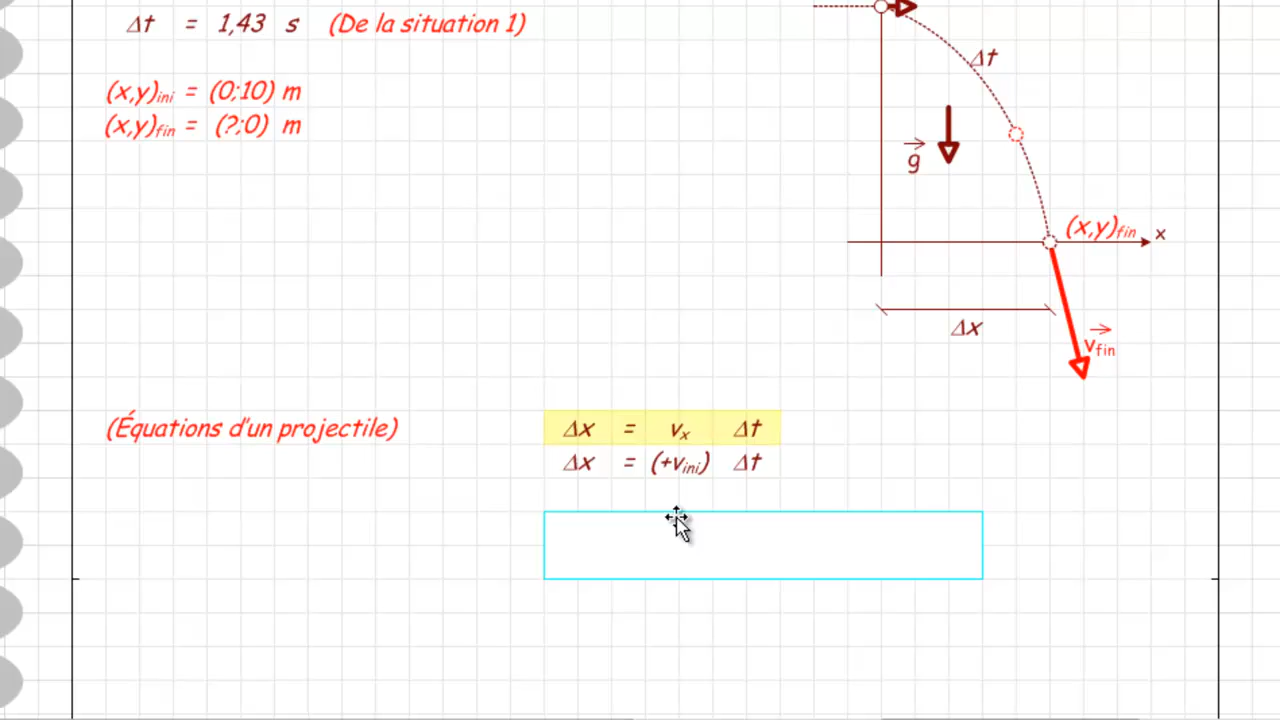 Δt = 1,43 s (De la situation 1)
Δt
(x,y)ini = (0;10) m
(x,y)fin = (?;0) m
g
(x,y)fin x
Δx
vfin
(Équations d'un projectile) Δx = vx Δt
Δx = (+vini) Δt